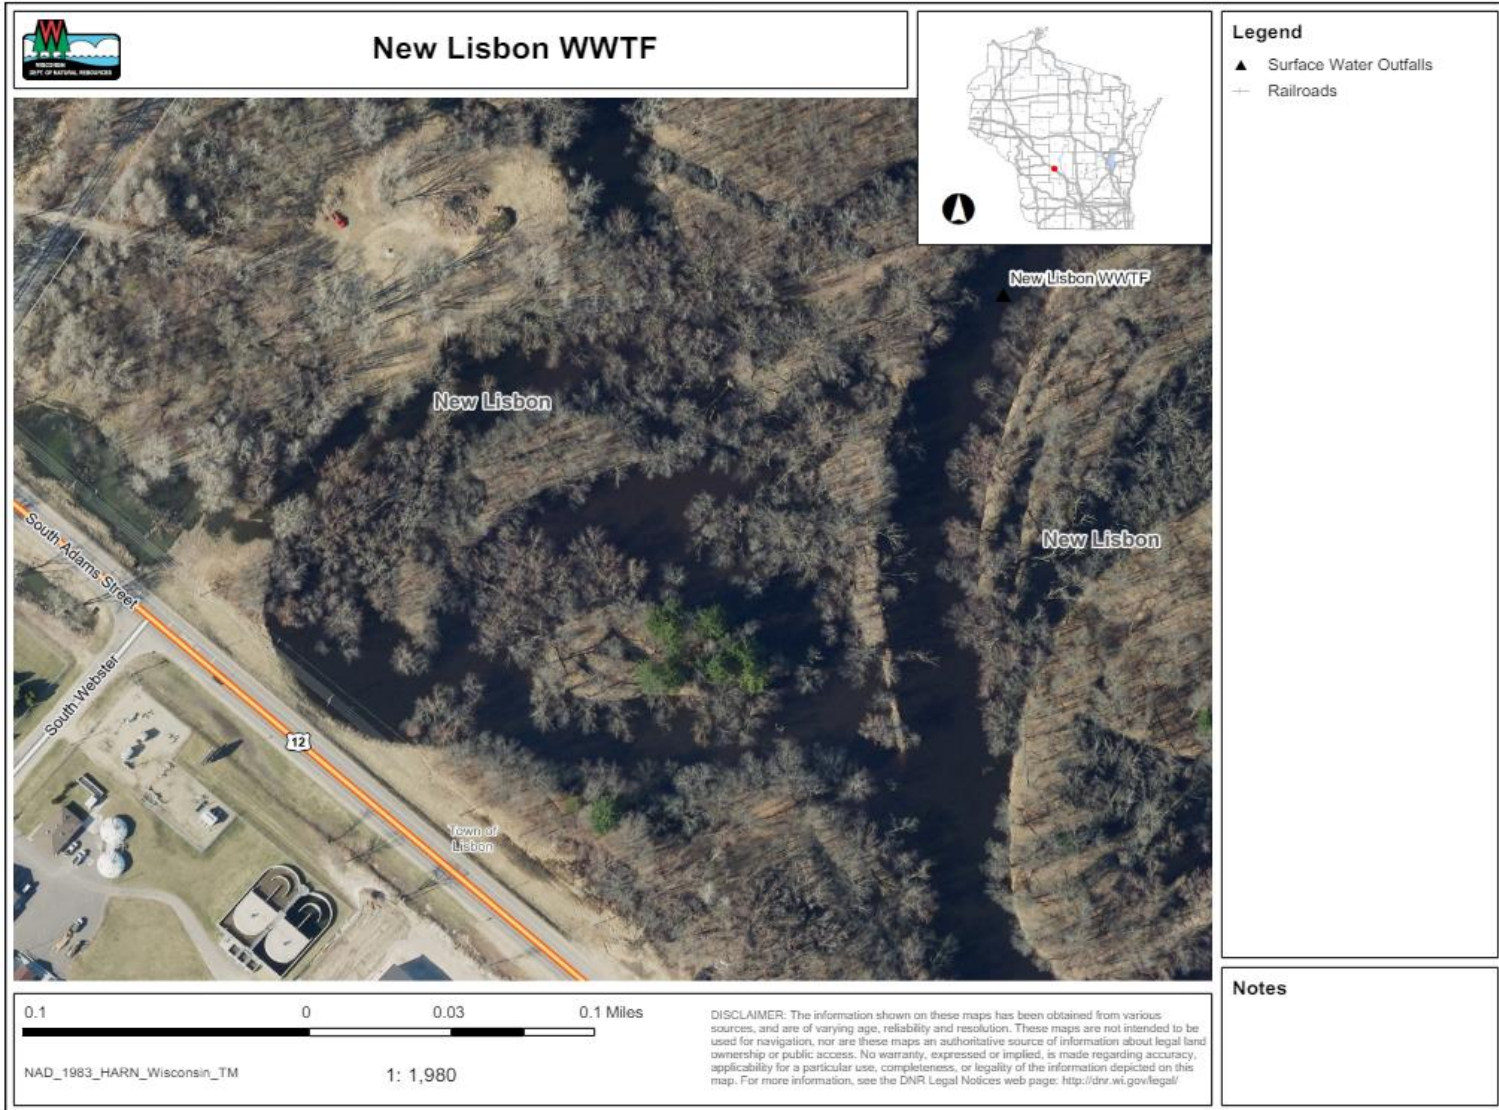 WISCONSIN
DEPT. OF NATURAL RESOURCES
New Lisbon WWTF
Legend
Surface Water Outfalls
Railroads
New Lisbon WWTF
New Lisbon
New Lisbon
South Adams Street
South Webster
12
Town of
Lisbon
0.1
0
0.03
0.1 Miles
NAD_1983_HARN_Wisconsin_TM
1: 1,980
DISCLAIMER: The information shown on these maps has been obtained from various
sources, and are of varying age, reliability and resolution. These maps are not intended to be
used for navigation, nor are these maps an authoritative source of information about legal land
ownership or public access. No warranty, expressed or implied, is made regarding accuracy,
applicability for a particular use, completeness, or legality of the information depicted on this
map. For more information, see the DNR Legal Notices web page: http://dnr.wi.gov/legal/
Notes